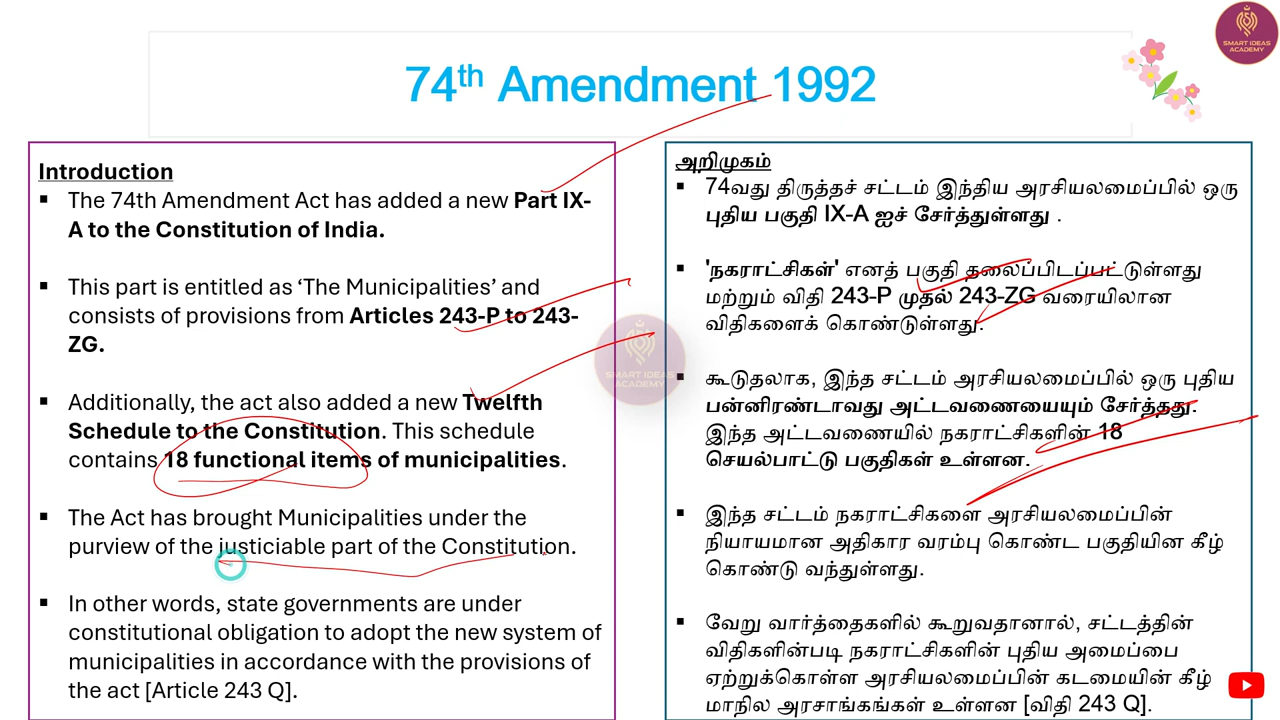 SMART IDEAS
ACADEMY
74th Amendment 1992
Introduction
▪ The 74th Amendment Act has added a new Part IX-
A to the Constitution of India.
▪ This part is entitled as ‘The Municipalities’ and
consists of provisions from Articles 243-P to 243-
ZG.
▪ Additionally, the act also added a new Twelfth
Schedule to the Constitution. This schedule
contains 18 functional items of municipalities.
▪ The Act has brought Municipalities under the
purview of the justiciable part of the Constitution.
▪ In other words, state governments are under
constitutional obligation to adopt the new system of
municipalities in accordance with the provisions of
the act [Article 243 Q].
SMART IDEAS
ACADEMY
அறிமுகம்
▪ 74வது திருத்தச் சட்டம் இந்திய அரசியலமைப்பில் ஒரு
புதிய பகுதி IX-A ஐச் சேர்த்துள்ளது .
▪ 'நகராட்சிகள்' எனத் பகுதி தலைப்பிடப்பட்டுள்ளது
மற்றும் விதி 243-P முதல் 243-ZG வரையிலான
விதிகளைக் கொண்டுள்ளது.
▪ கூடுதலாக, இந்த சட்டம் அரசியலமைப்பில் ஒரு புதிய
பன்னிரண்டாவது அட்டவணையையும் சேர்த்தது.
இந்த அட்டவணையில் நகராட்சிகளின் 18
செயல்பாட்டு பகுதிகள் உள்ளன.
▪ இந்த சட்டம் நகராட்சிகளை அரசியலமைப்பின்
நியாயமான அதிகார வரம்பு கொண்ட பகுதியின கீழ்
கொண்டு வந்துள்ளது.
▪ வேறு வார்த்தைகளில் கூறுவதானால், சட்டத்தின்
விதிகளின்படி நகராட்சிகளின் புதிய அமைப்பை
ஏற்றுக்கொள்ள அரசியலமைப்பின் கடமையின் கீழ்
மாநில அரசாங்கங்கள் உள்ளன [விதி 243 Q].